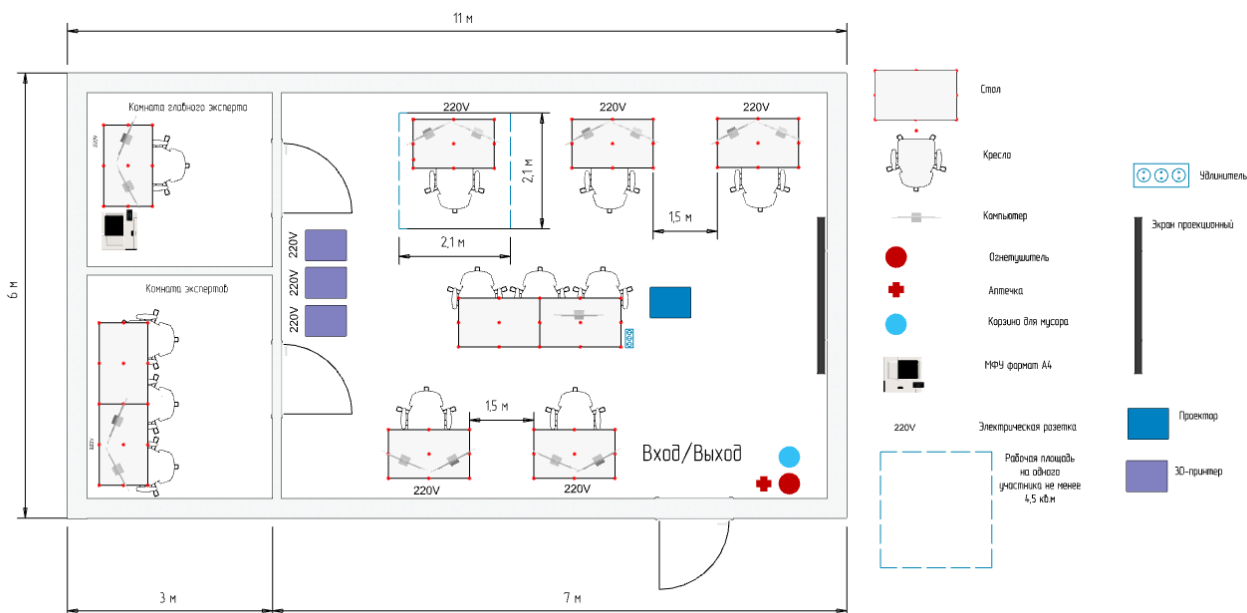 11 м
6 м
Комната главного эксперта
220V
220V
220V
220V
2,1 м
2,1 м
1,5 м
220V
220V
220V
Комната экспертов
220V
1,5 м
220V
220V
Вход/Выход
3 м
7 м
Стол
Кресло
Компьютер
Огнетушитель
Аптечка
Корзина для мусора
МФУ формат А4
220V
Электрическая розетка
Рабочая площадь
на одного
участника не менее
4,5 кв.м
Удлинитель
Экран проекционный
Проектор
3D-принтер